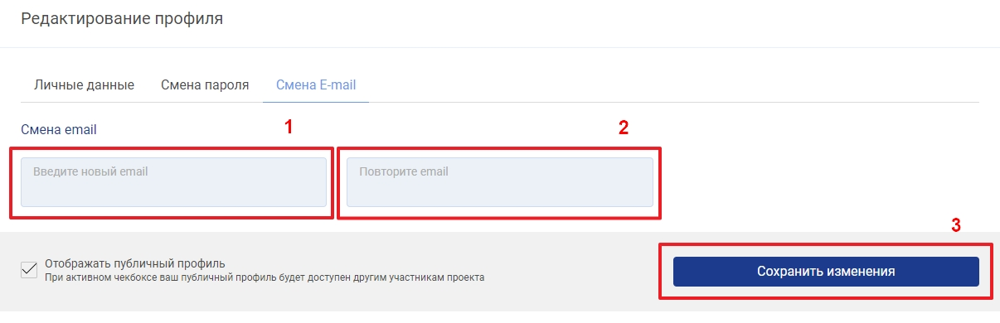 Редактирование профиля
Личные данные Смена пароля Смена E-mail
Смена email
1
2
Введите новый email
Повторите email
3
Отображать публичный профиль
При активном чекбоксе ваш публичный профиль будет доступен другим участникам проекта
Сохранить изменения